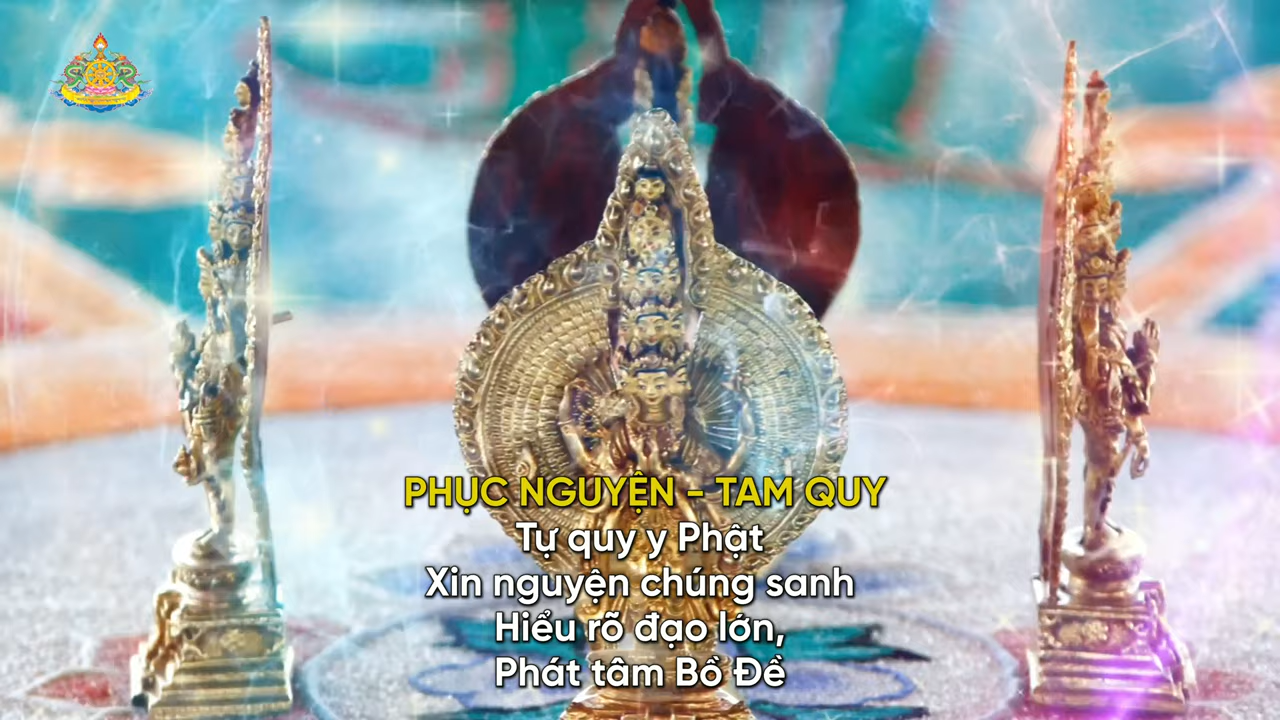 PHỤC NGUYỆN - TAM QUY
Tự quy y Phật
Xin nguyện chúng sanh
Hiểu rõ đạo lớn,
Phát tâm Bồ Đề